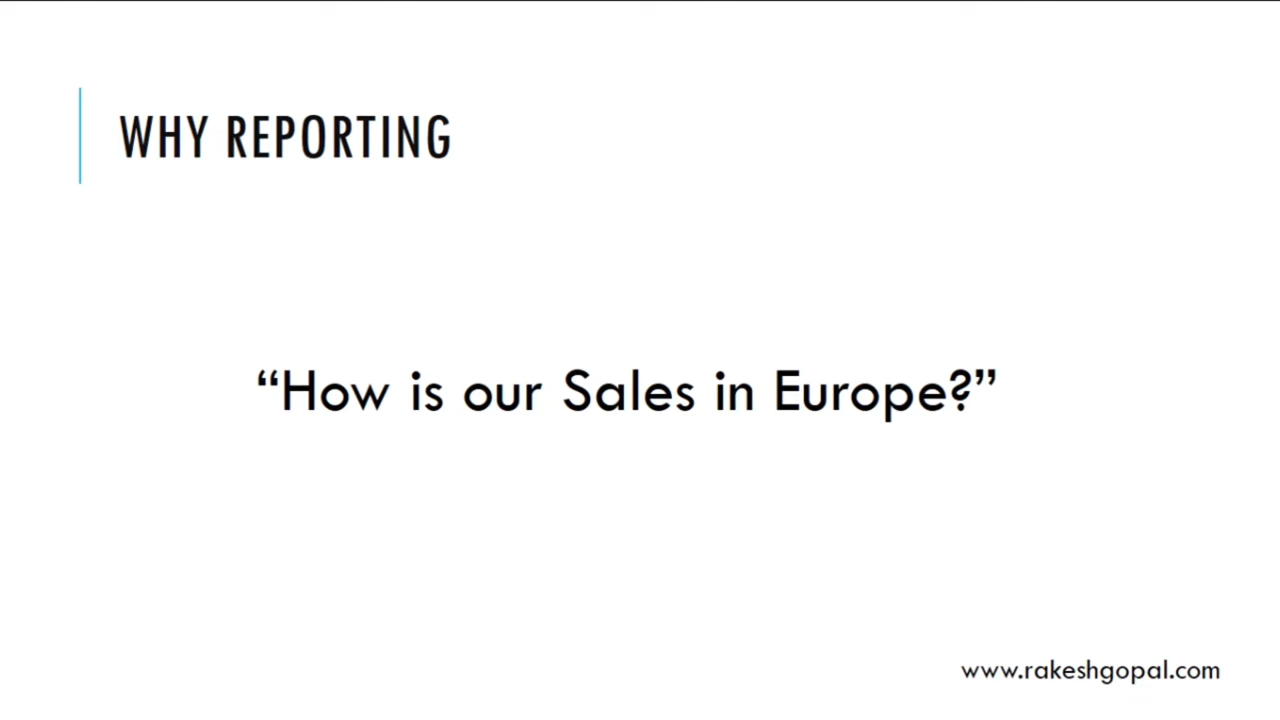 WHY REPORTING
“How is our Sales in Europe?”
www.rakeshgopal.com